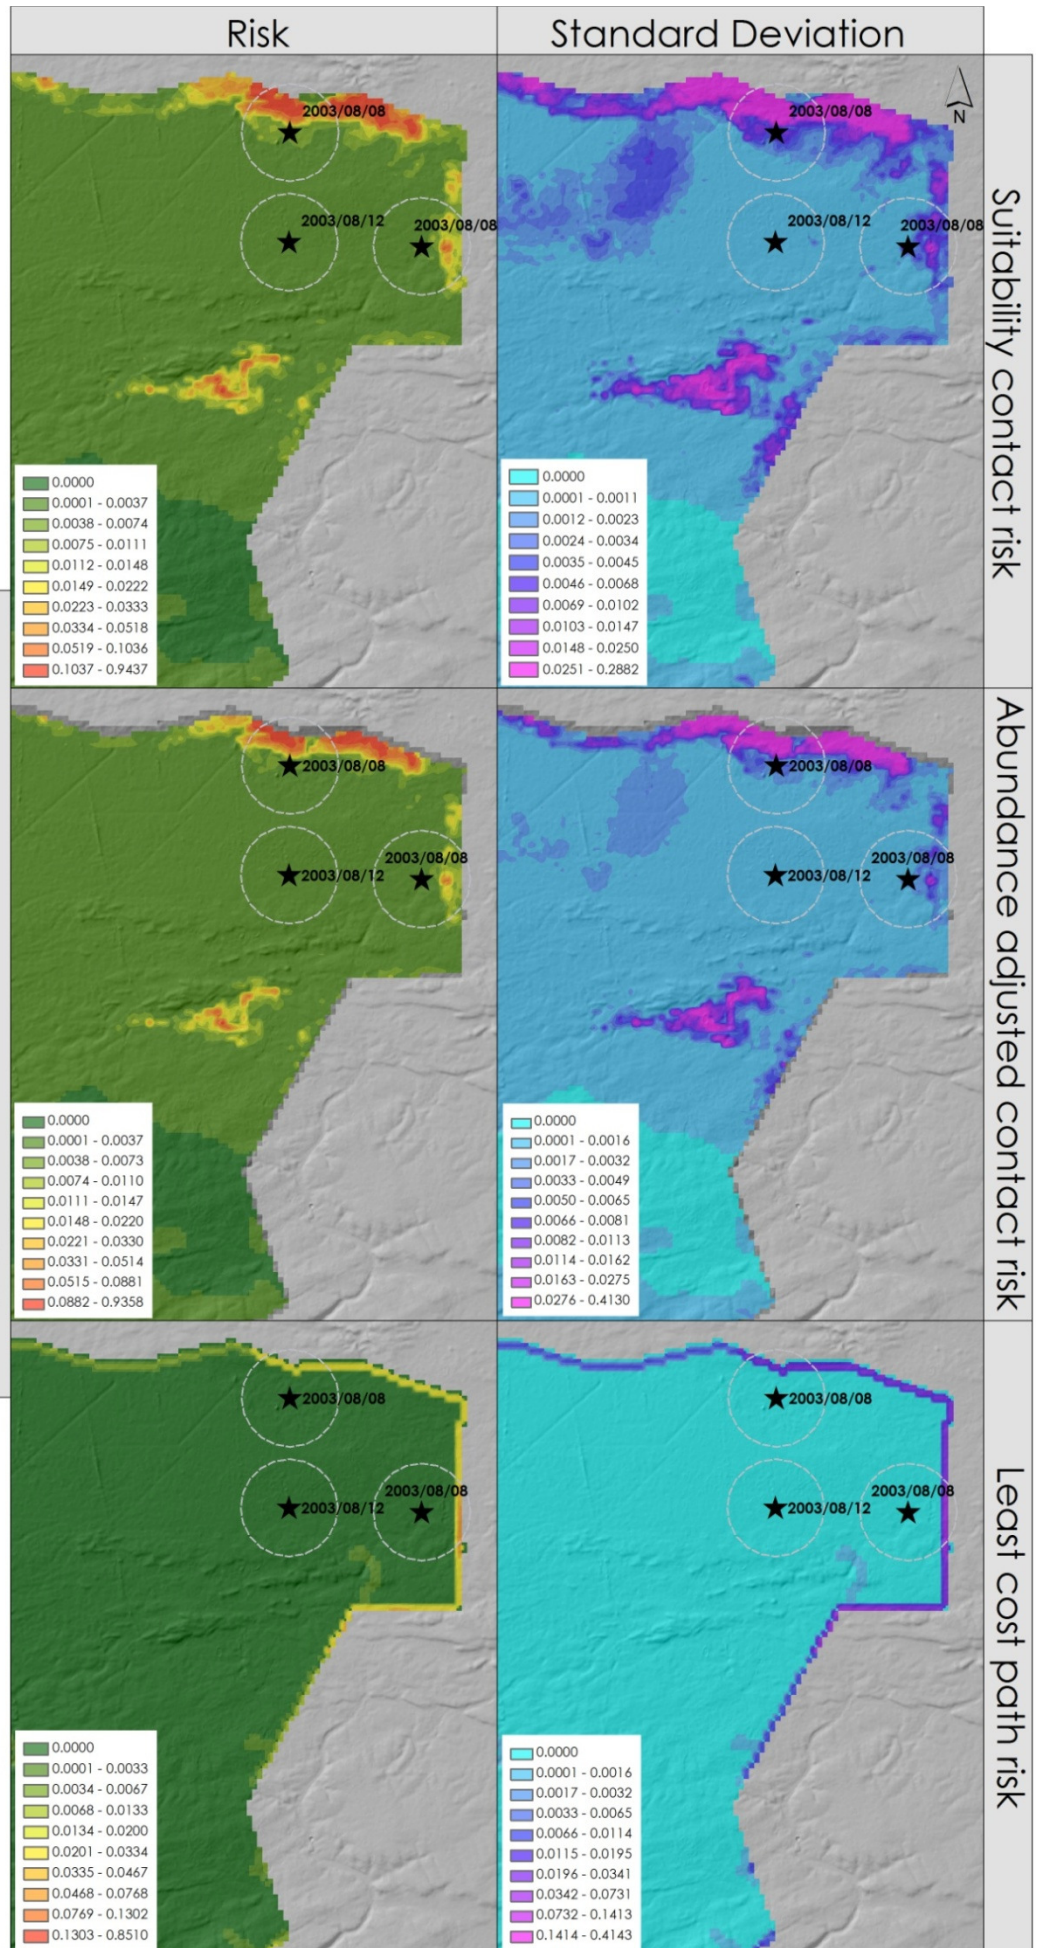 Risk
Standard Deviation
2003/08/08
2003/08/12
2003/08/08
0.0000
0.0001 - 0.0037
0.0038 - 0.0074
0.0075 - 0.0111
0.0112 - 0.0148
0.0149 - 0.0222
0.0223 - 0.0333
0.0334 - 0.0518
0.0519 - 0.1036
0.1037 - 0.9437
N
2003/08/08
2003/08/12
2003/08/08
0.0000
0.0001 - 0.0011
0.0012 - 0.0023
0.0024 - 0.0034
0.0035 - 0.0045
0.0046 - 0.0068
0.0069 - 0.0102
0.0103 - 0.0147
0.0148 - 0.0250
0.0251 - 0.2882
Suitability contact risk
2003/08/08
2003/08/08
2003/08/12
0.0000
0.0001 - 0.0037
0.0038 - 0.0073
0.0074 - 0.0110
0.0111 - 0.0147
0.0148 - 0.0220
0.0221 - 0.0330
0.0331 - 0.0514
0.0515 - 0.0881
0.0882 - 0.9358
2003/08/08
2003/08/08
2003/08/12
0.0000
0.0001 - 0.0016
0.0017 - 0.0032
0.0033 - 0.0049
0.0050 - 0.0065
0.0066 - 0.0081
0.0082 - 0.0113
0.0114 - 0.0162
0.0163 - 0.0275
0.0276 - 0.4130
Abundance adjusted contact risk
2003/08/08
2003/08/08
2003/08/12
0.0000
0.0001 - 0.0033
0.0034 - 0.0067
0.0068 - 0.0133
0.0134 - 0.0200
0.0201 - 0.0334
0.0335 - 0.0467
0.0468 - 0.0768
0.0769 - 0.1302
0.1303 - 0.8510
2003/08/08
2003/08/08
2003/08/12
0.0000
0.0001 - 0.0016
0.0017 - 0.0032
0.0033 - 0.0065
0.0066 - 0.0114
0.0115 - 0.0195
0.0196 - 0.0341
0.0342 - 0.0731
0.0732 - 0.1413
0.1414 - 0.4143
Least cost path risk